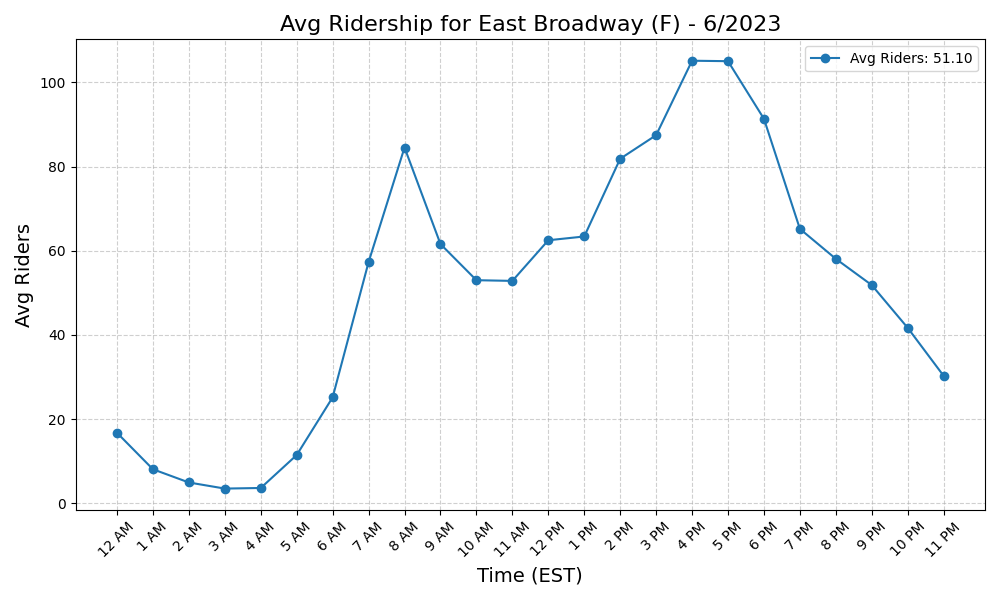 Avg Ridership for East Broadway (F) - 6/2023
Avg Riders: 51.10
Avg Riders
100
80
60
40
20
0
12 AM
1 AM
2 AM
3 AM
4 AM
5 AM
6 AM
7 AM
8 AM
9 AM
10 AM
11 AM
12 PM
1 PM
2 PM
3 PM
4 PM
5 PM
6 PM
7 PM
8 PM
9 PM
10 PM
11 PM
Time (EST)